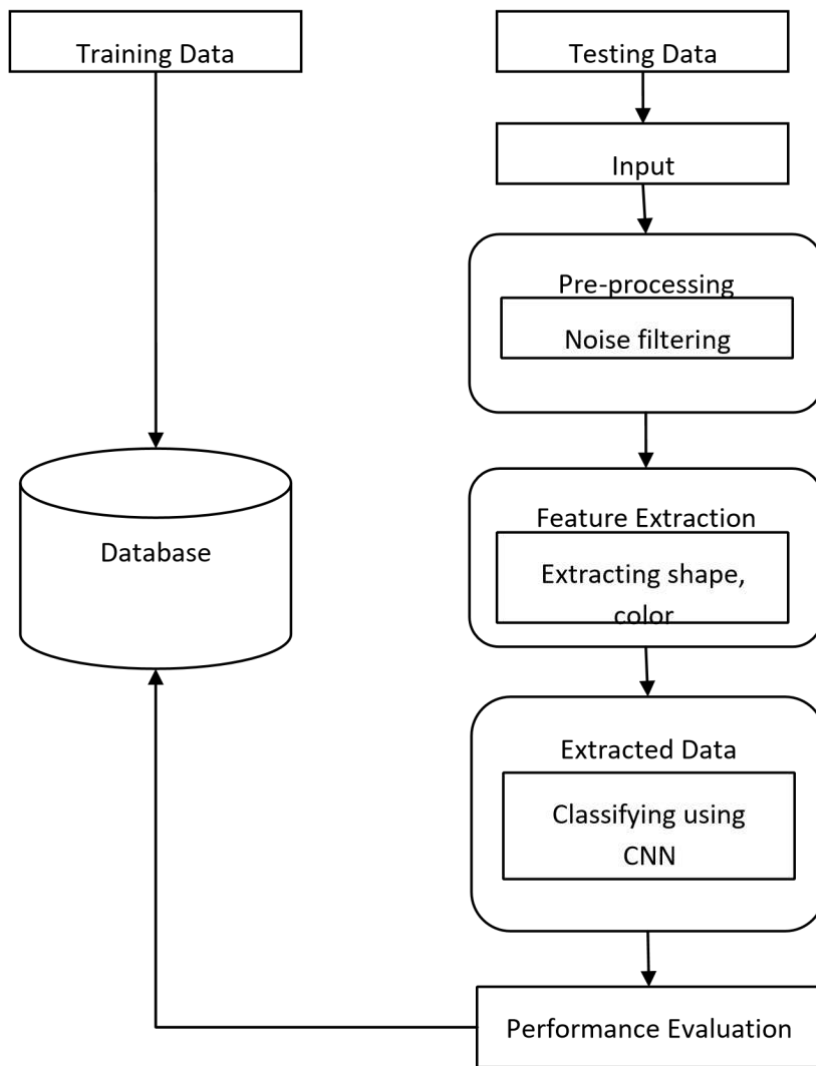 Training Data
Testing Data
Input
Pre-processing
Noise filtering
Database
Feature Extraction
Extracting shape,
color
Extracted Data
Classifying using
CNN
Performance Evaluation